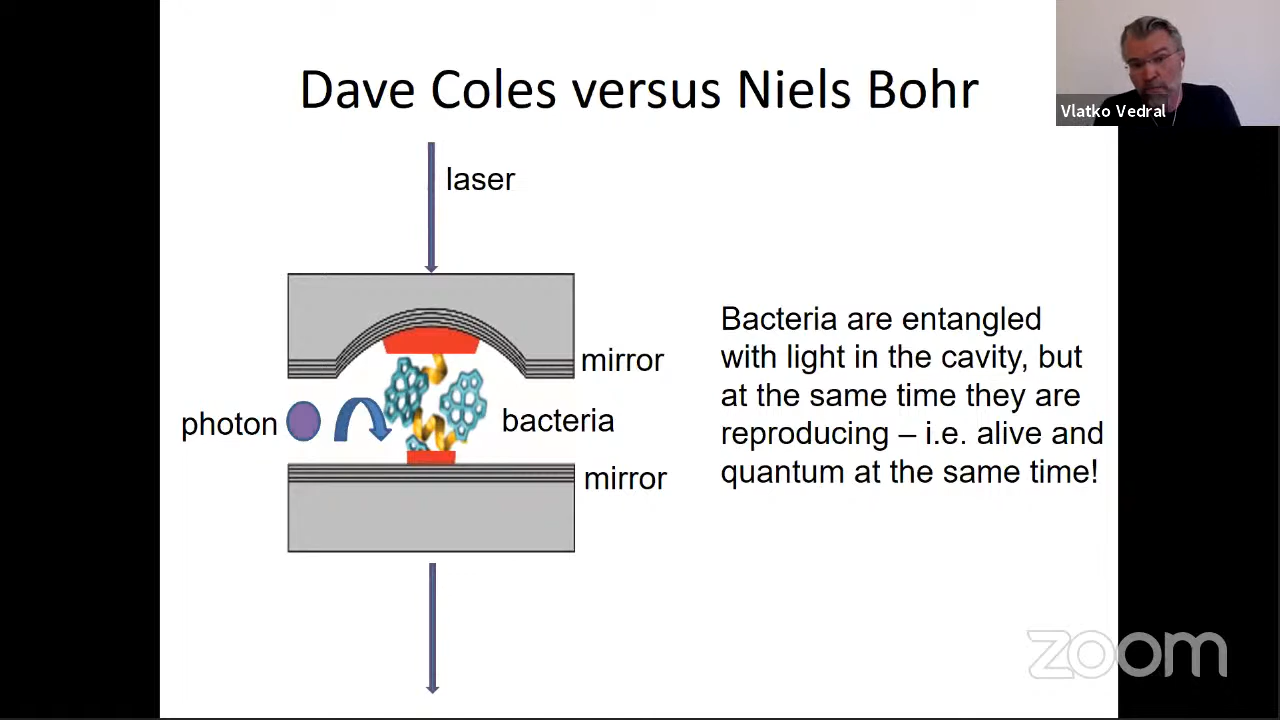 Dave Coles versus Niels Bohr
Vlatko Vedral
laser
mirror
photon
bacteria
mirror
Bacteria are entangled
with light in the cavity, but
at the same time they are
reproducing – i.e. alive and
quantum at the same time!
zoom